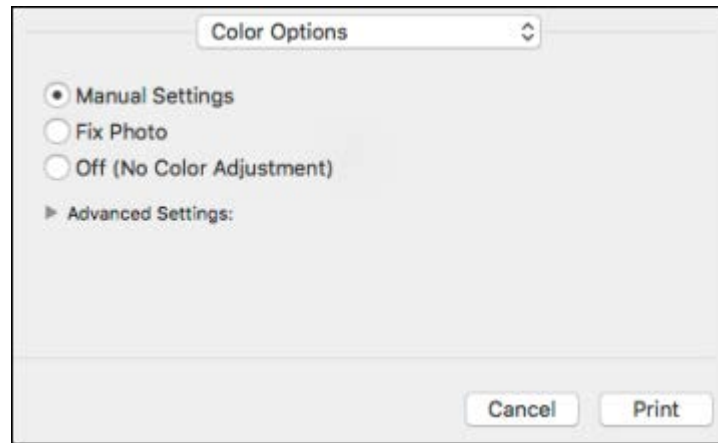 Color Options
Manual Settings
Fix Photo
Off (No Color Adjustment)
Advanced Settings:
Cancel Print